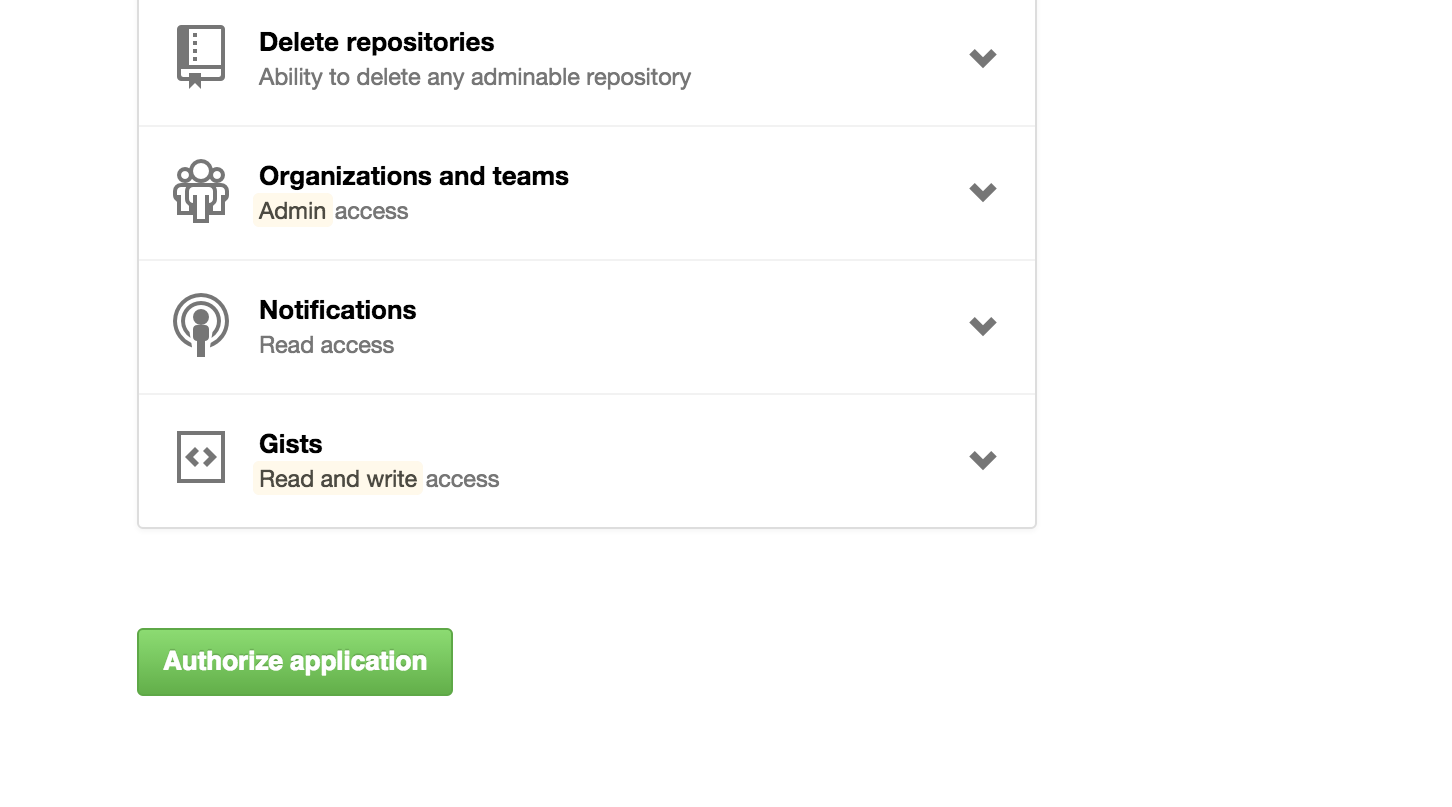 Delete repositories
Ability to delete any adminable repository
Organizations and teams
Admin access
Notifications
Read access
Gists
Read and write access
Authorize application